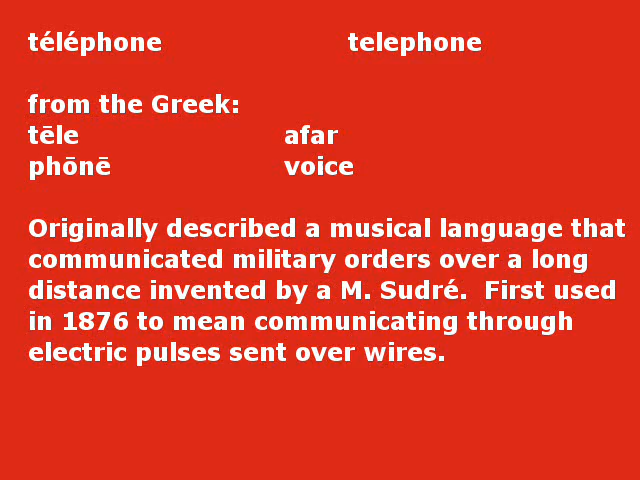 téléphone telephone
from the Greek:
tēle afar
phōnē voice
Originally described a musical language that
communicated military orders over a long
distance invented by a M. Sudré.  First used
in 1876 to mean communicating through
electric pulses sent over wires.